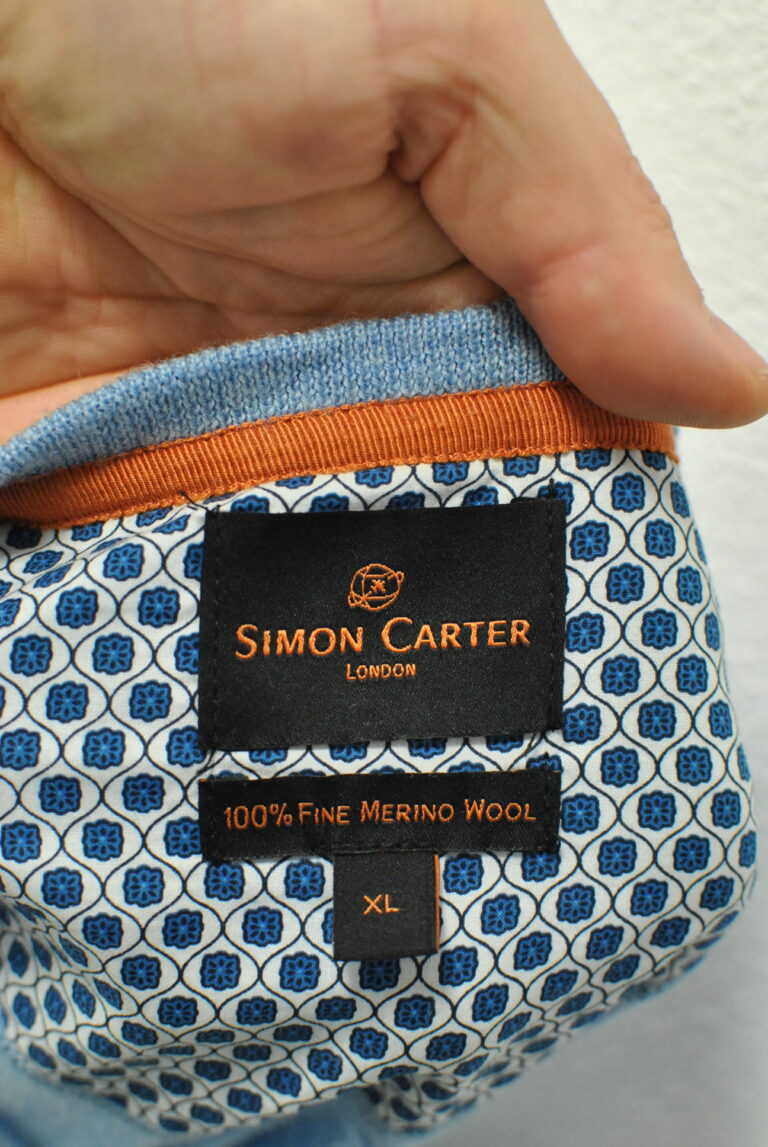 SIMON CARTER
LONDON
100% FINE MERINO WOOL
XL